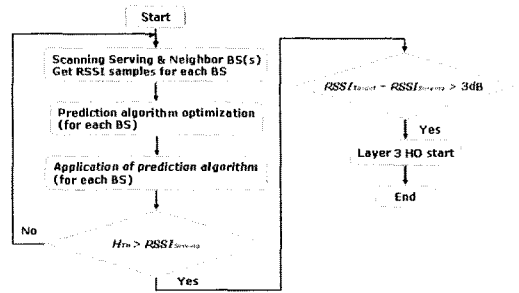 Start
Scanning Serving & Neighbor BS(s)
Get RSSI samples for each BS
Prediction algorithm optimization
(for each BS)
Application of prediction algorithm
(for each BS)
No
H_Th > RSSI_Serving
Yes
RSSI_Target - RSSI_Serving > 3dB
Yes
Layer 3 HO start
End